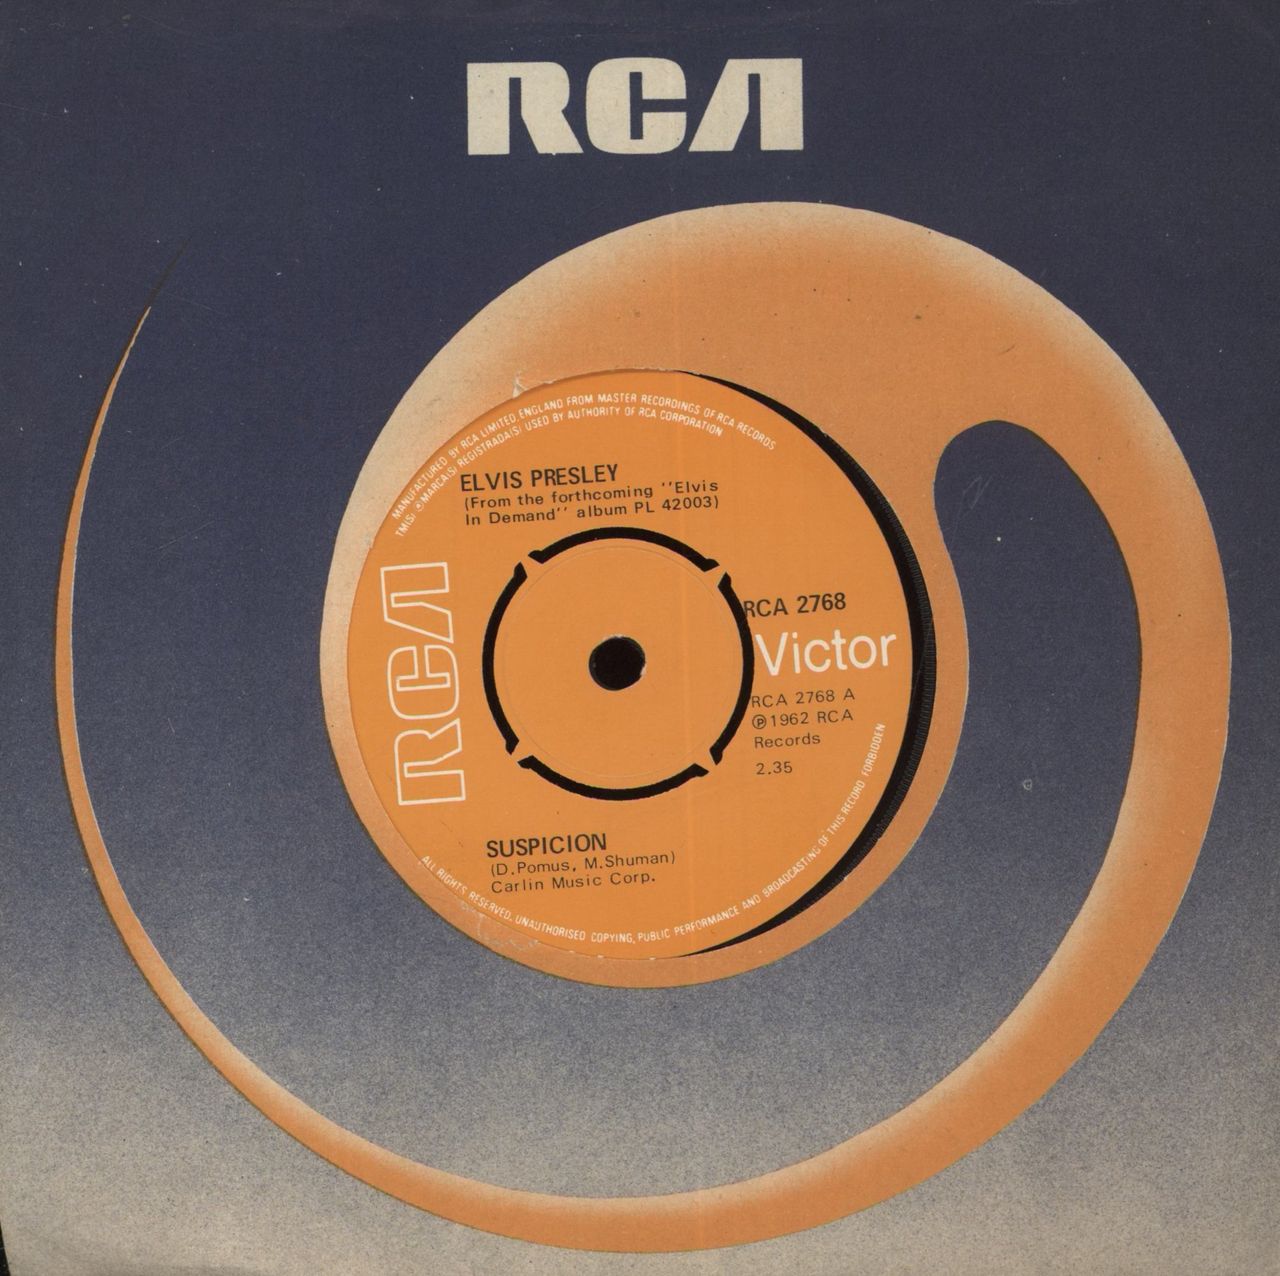 RCA
MANUFACTURED BY RCA LIMITED, ENGLAND FROM MASTER RECORDINGS OF RCA RECORDS
TM(S) ® MARCA(S) REGISTRADA(S) USED BY AUTHORITY OF RCA CORPORATION
ELVIS PRESLEY
(From the forthcoming ''Elvis
In Demand'' album PL 42003)
RCA
RCA 2768
Victor
RCA 2768 A
℗1962 RCA
Records
2.35
SUSPICION
(D.Pomus, M.Shuman)
Carlin Music Corp.
ALL RIGHTS RESERVED. UNAUTHORISED COPYING, PUBLIC PERFORMANCE AND BROADCASTING OF THIS RECORD FORBIDDEN